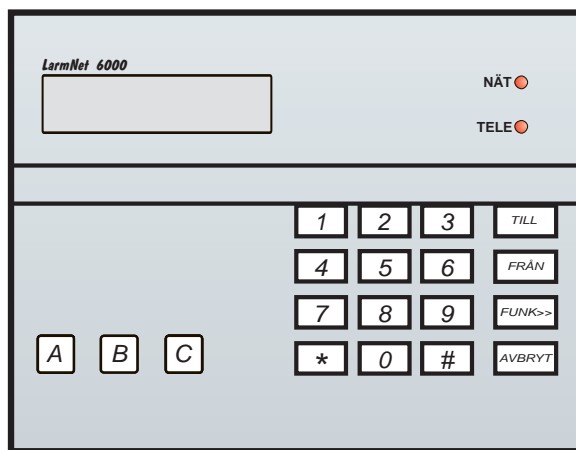 LarmNet 6000
NÄT
TELE
1 2 3 TILL
4 5 6 FRÅN
7 8 9 FUNK>>
A B C * 0 # AVBRYT